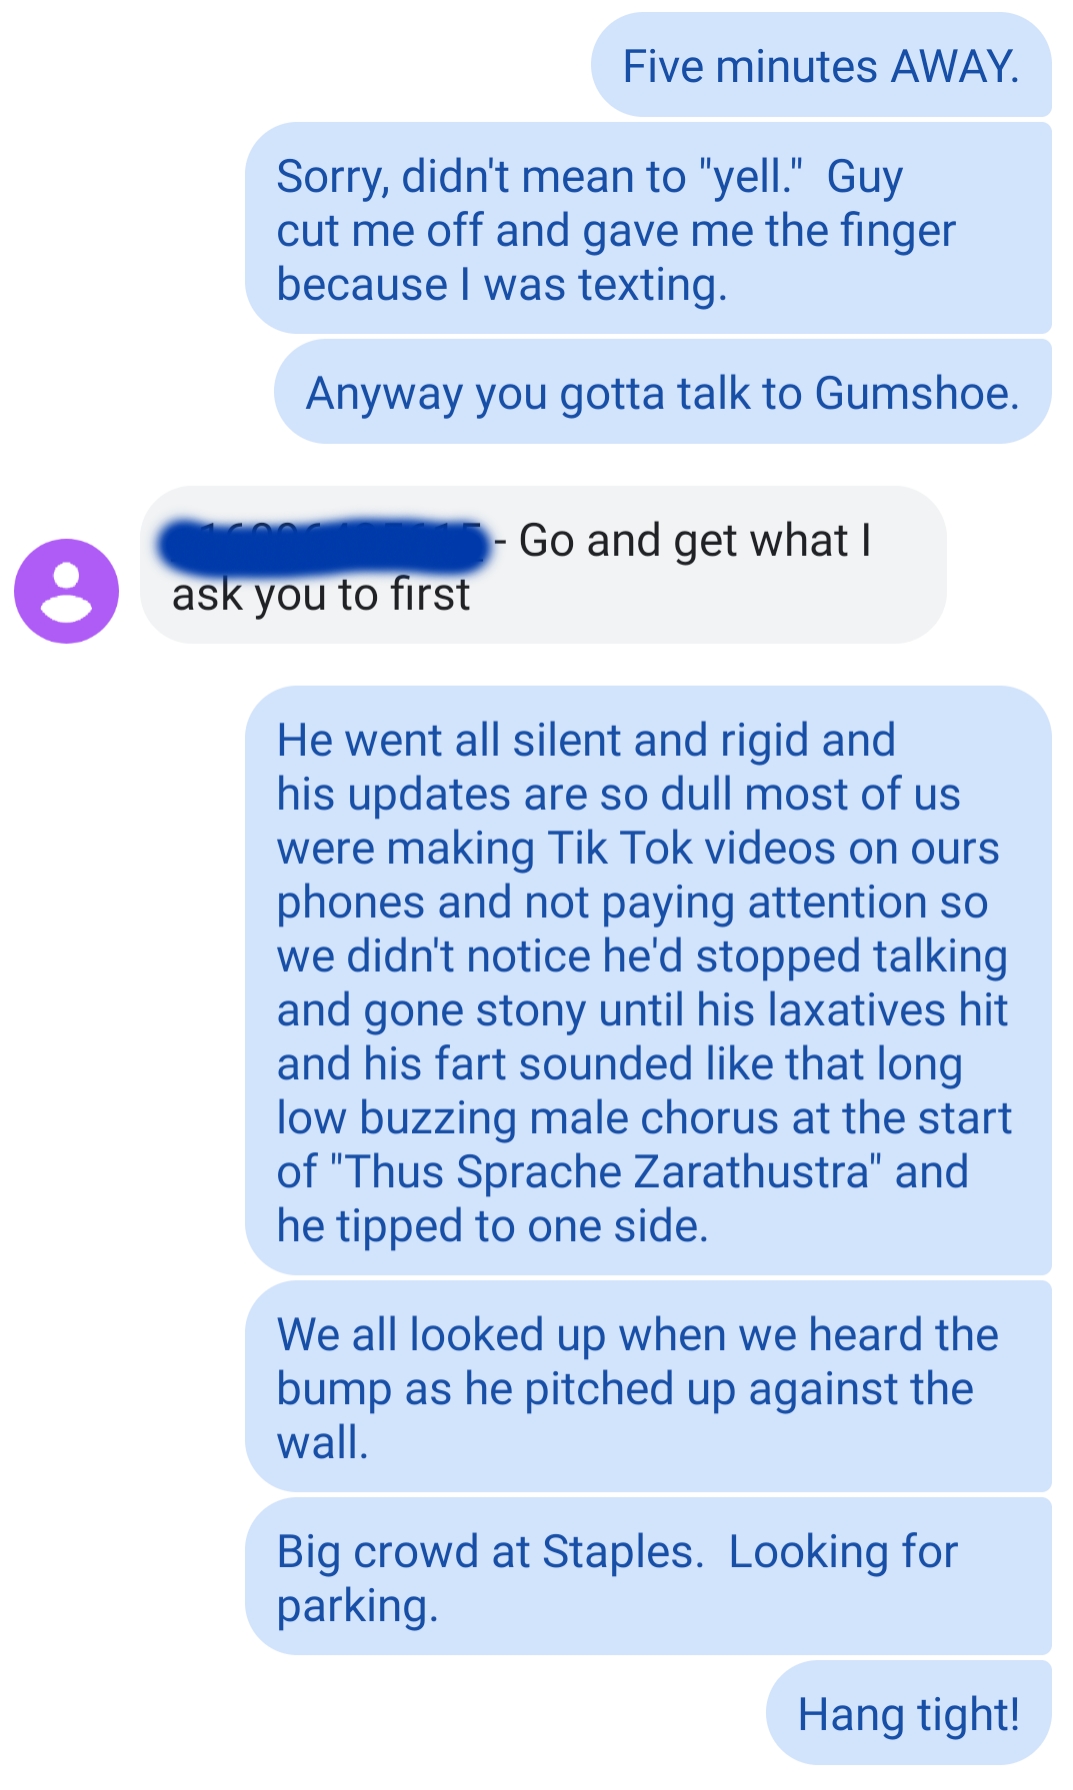 Five minutes AWAY.
Sorry, didn't mean to "yell."  Guy
cut me off and gave me the finger
because I was texting.
Anyway you gotta talk to Gumshoe.
- Go and get what I
ask you to first
He went all silent and rigid and
his updates are so dull most of us
were making Tik Tok videos on ours
phones and not paying attention so
we didn't notice he'd stopped talking
and gone stony until his laxatives hit
and his fart sounded like that long
low buzzing male chorus at the start
of "Thus Sprache Zarathustra" and
he tipped to one side.
We all looked up when we heard the
bump as he pitched up against the
wall.
Big crowd at Staples.  Looking for
parking.
Hang tight!